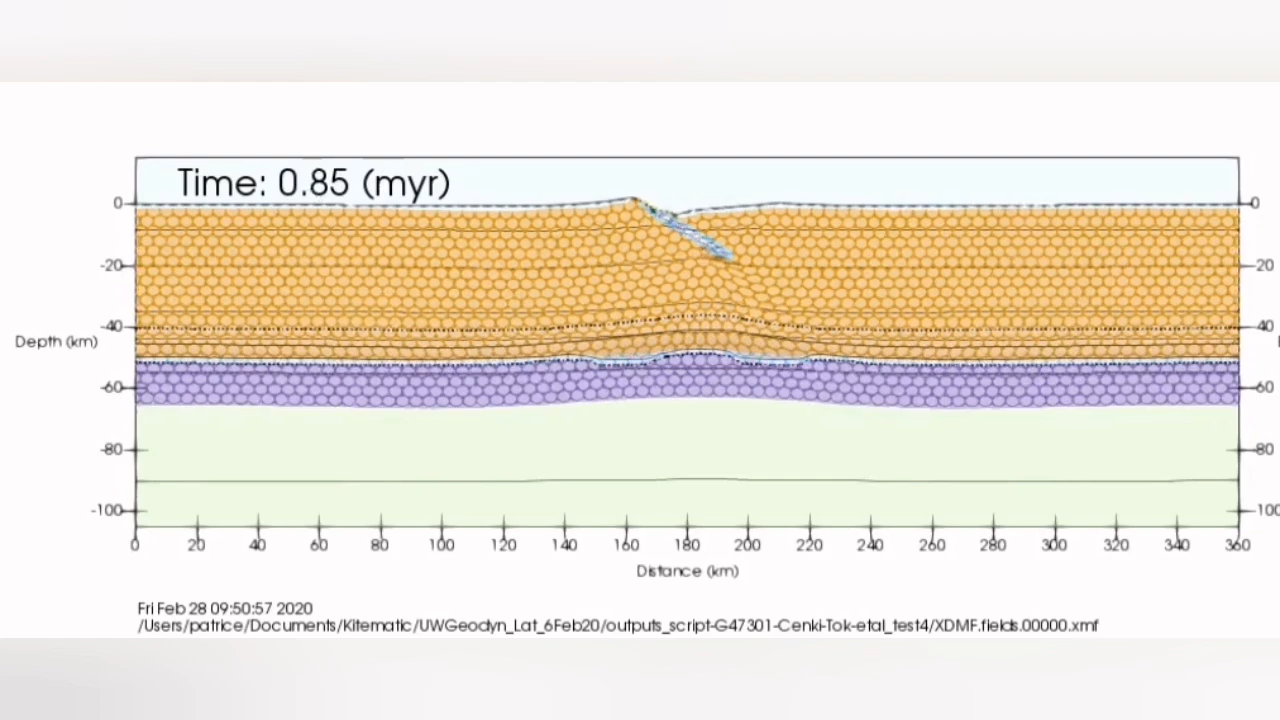 Time: 0.85 (myr)
0
-20
-40
-60
-80
-100
Depth (km)
0
-20
-40
-60
-80
-100
0 20 40 60 80 100 120 140 160 180 200 220 240 260 280 300 320 340 360
Distance (km)
Fri Feb 28 09:50:57 2020
/Users/patrice/Documents/Kitematic/UWGeodyn_Lat_6Feb20/outputs_script-G47301-Cenki-Tok-etal_test4/XDMF.fields.00000.xmf